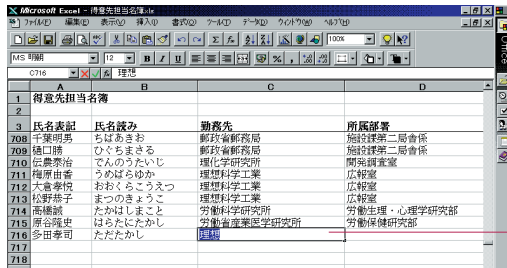 Microsoft Excel - 得意先担当名簿.xls
ファイル(F) 編集(E) 表示(V) 挿入(I) 書式(O) ツール(T) データ(D) ウィンドウ(W) ヘルプ(H)
100%
MS 明朝 12 B I U
C716 理想
A B C D
1 得意先担当名簿
2
3 氏名表記 氏名読み 勤務先 所属部署
708 千葉明男 ちばあきお 郵政省郵務局 施設課第二局舎係
709 樋口勝 ひぐちまさる 郵政省郵務局 施設課第二局舎係
710 伝農泰治 でんのうたいじ 理化学研究所 開発調査室
711 梅原由香 うめばらゆか 理想科学工業 広報室
712 大倉孝悦 おおくらこうえつ 理想科学工業 広報室
713 松野恭子 まつのきょうこ 理想科学工業 広報室
714 高橋誠 たかはしまこと 労働科学研究所 労働生理・心理学研究部
715 原谷隆史 はらたにたかし 労働省産業医学研究所 労働保健研究部
716 多田孝司 ただたかし 理想
717
718
Office